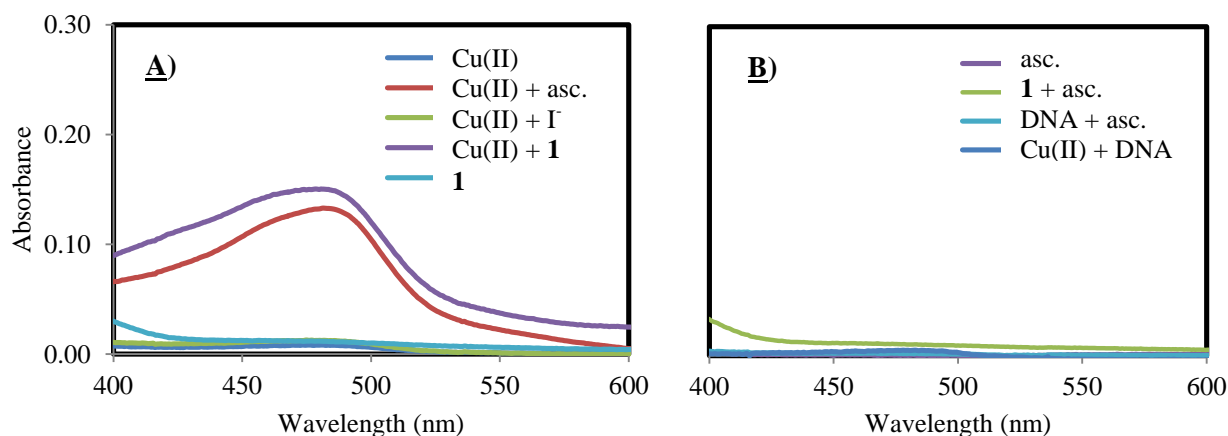 0.30
0.20
0.10
0.00
Absorbance
A)
Cu(II)
Cu(II) + asc.
Cu(II) + I-
Cu(II) + 1
1
400
450
500
550
600
Wavelength (nm)
B)
asc.
1 + asc.
DNA + asc.
Cu(II) + DNA
400
450
500
550
600
Wavelength (nm)